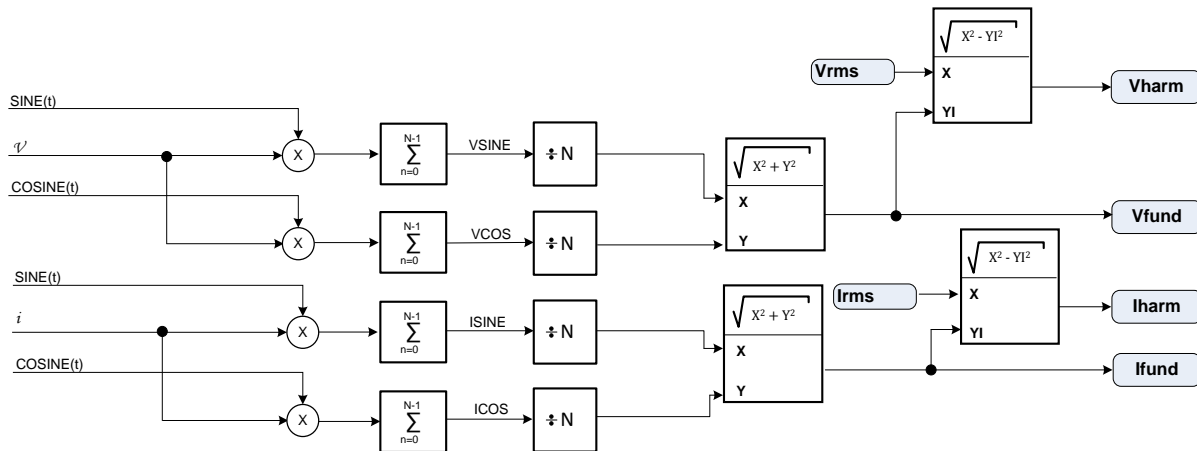 SINE(t)
𝒱
COSINE(t)
X
X
N-1
∑
n=0
VSINE
÷ N
N-1
∑
n=0
VCOS
÷ N
√X² + Y²
X
Y
Vrms
√X² - YI²
X
YI
Vharm
Vfund
SINE(t)
i
COSINE(t)
X
X
N-1
∑
n=0
ISINE
÷ N
N-1
∑
n=0
ICOS
÷ N
√X² + Y²
X
Y
Irms
√X² - YI²
X
YI
Iharm
Ifund